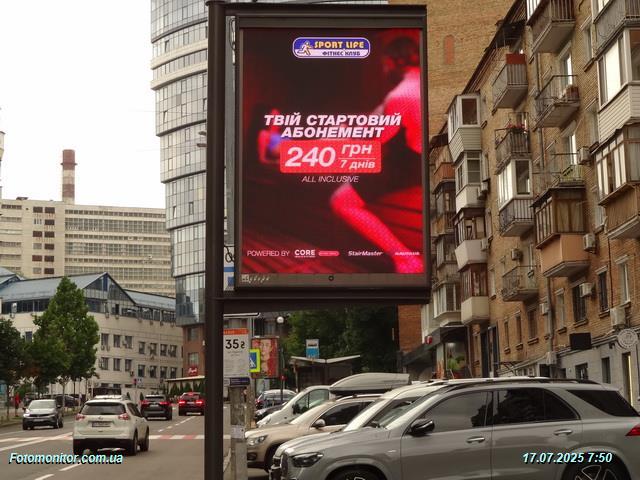 SPORT LIFE
ФІТНЕС КЛУБ
ТВІЙ СТАРТОВИЙ
АБОНЕМЕНТ
240 грн
7 днів
ALL INCLUSIVE
POWERED BY CORE StairMaster
35₴
Fotomonitor.com.ua
17.07.2025 7:50